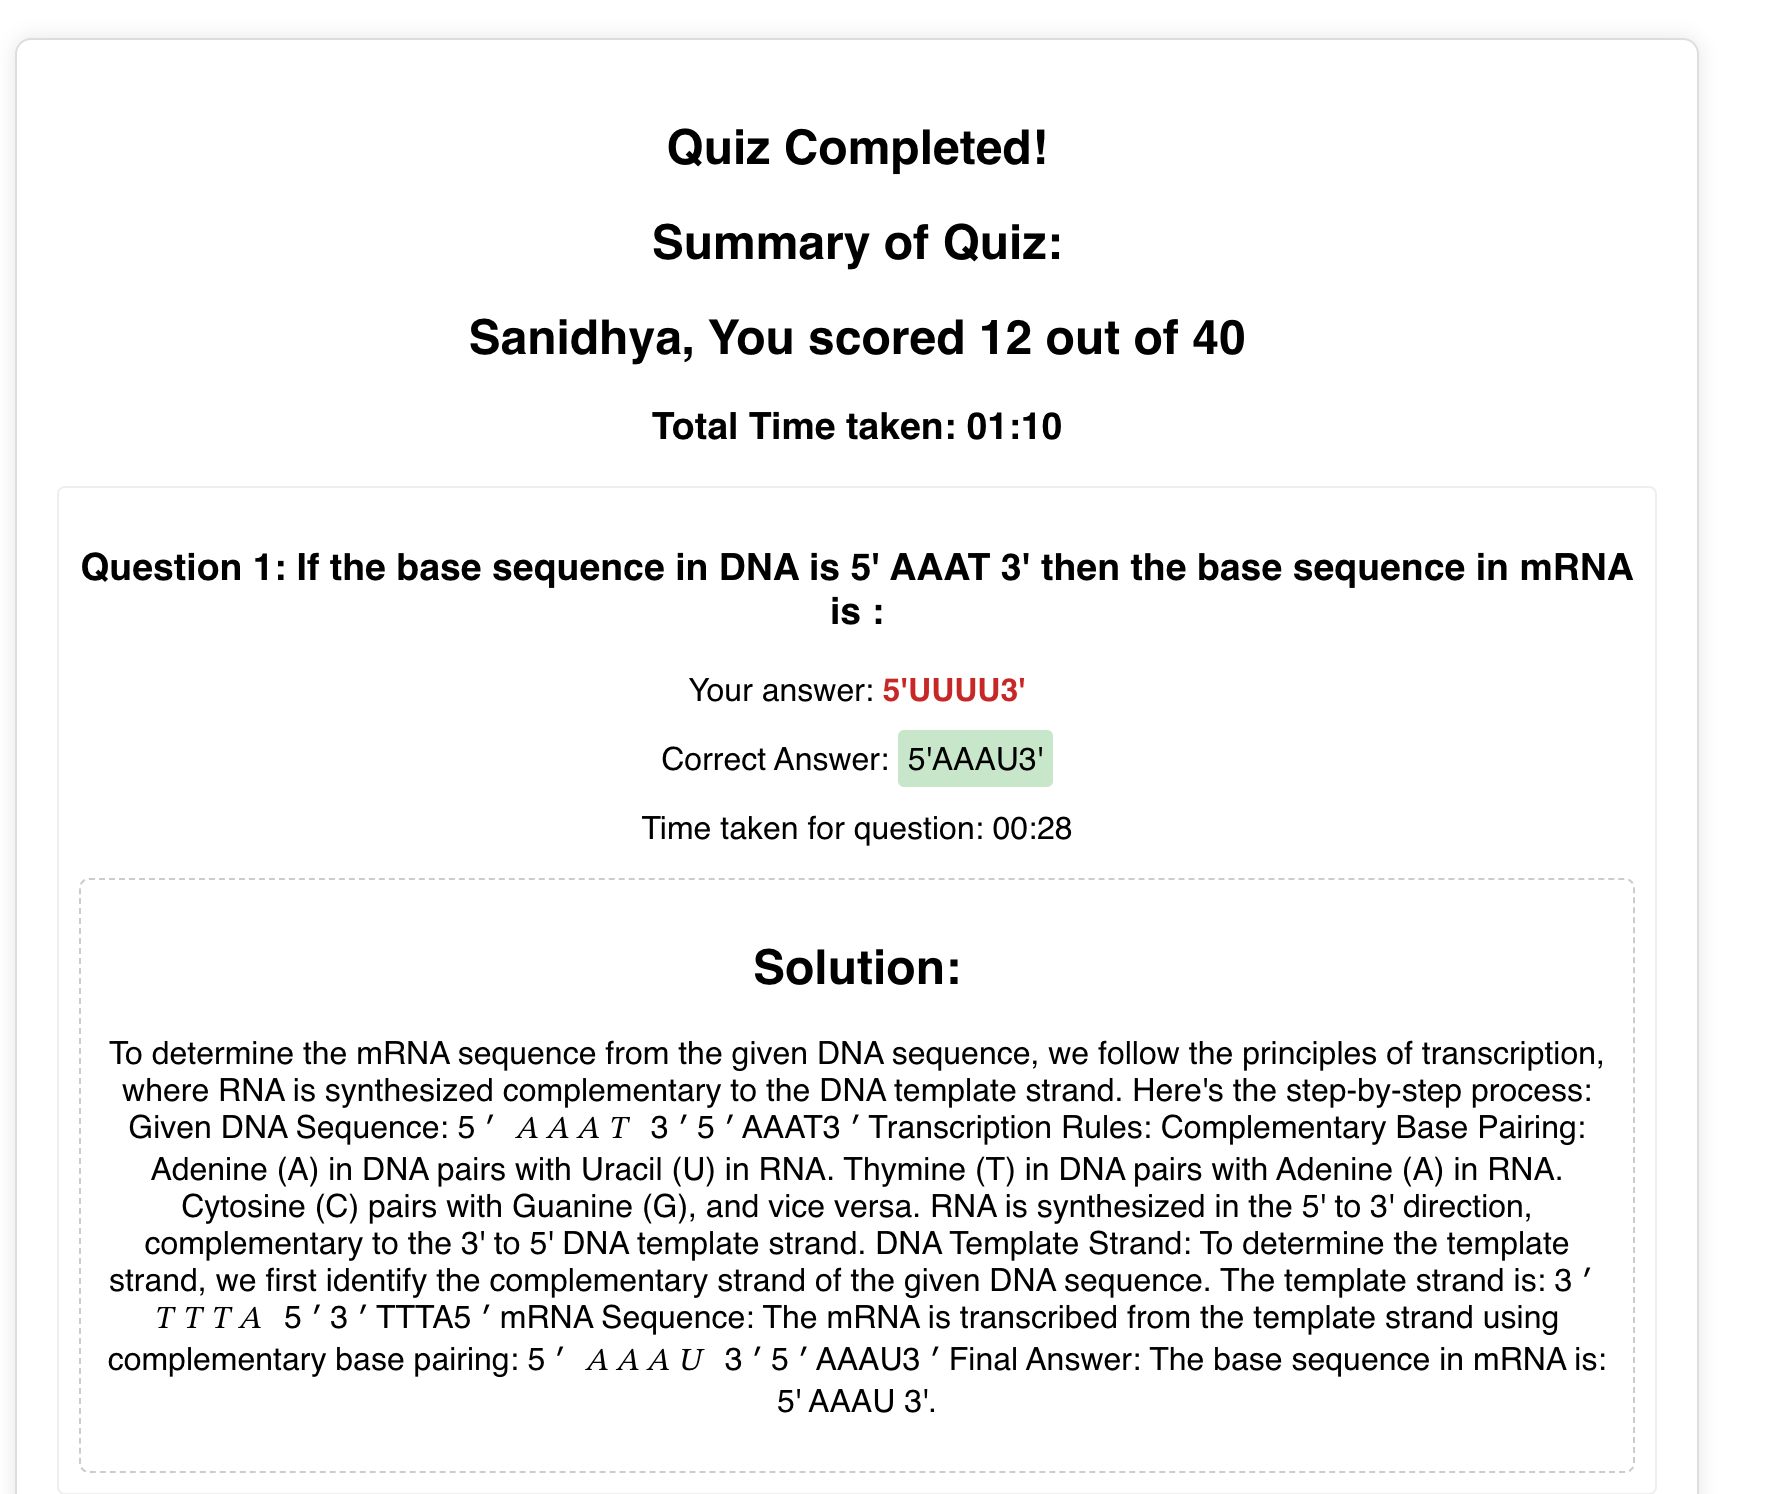 Quiz Completed!
Summary of Quiz:
Sanidhya, You scored 12 out of 40
Total Time taken: 01:10
Question 1: If the base sequence in DNA is 5' AAAT 3' then the base sequence in mRNA
is :
Your answer: 5'UUUU3'
Correct Answer: 5'AAAU3'
Time taken for question: 00:28
Solution:
To determine the mRNA sequence from the given DNA sequence, we follow the principles of transcription,
where RNA is synthesized complementary to the DNA template strand. Here's the step-by-step process:
Given DNA Sequence: 5 ′ 𝐴 𝐴 𝐴 𝑇 3 ′ 5 ′ AAAT3 ′ Transcription Rules: Complementary Base Pairing:
Adenine (A) in DNA pairs with Uracil (U) in RNA. Thymine (T) in DNA pairs with Adenine (A) in RNA.
Cytosine (C) pairs with Guanine (G), and vice versa. RNA is synthesized in the 5' to 3' direction,
complementary to the 3' to 5' DNA template strand. DNA Template Strand: To determine the template
strand, we first identify the complementary strand of the given DNA sequence. The template strand is: 3 ′
𝑇 𝑇 𝑇 𝐴 5 ′ 3 ′ TTTA5 ′ mRNA Sequence: The mRNA is transcribed from the template strand using
complementary base pairing: 5 ′ 𝐴 𝐴 𝐴 𝑈 3 ′ 5 ′ AAAU3 ′ Final Answer: The base sequence in mRNA is:
5' AAAU 3'.